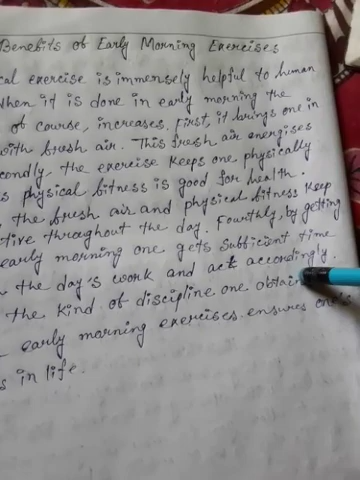 Benefits of Early Morning Exercises
cal exercise is immensely helpful to human
When it is done in early morning the
of course, increases. First, it brings one in
with fresh air. This fresh air energises
condly, the exercise keeps one physically
s physical fitness is good for health.
the fresh air and physical fitness keep
ctive throughout the day. Fourthly, by getting
early morning one gets sufficient time
the day's work and act accordingly.
the kind of discipline one obtain
early morning exercises ensures one's
s in life.